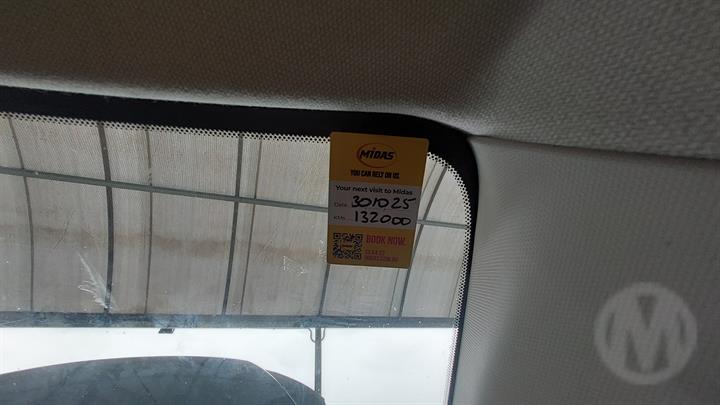 MIDAS
YOU CAN RELY ON US.
Your next visit to Midas
Date 301025
KMs 132000
BOOK NOW.
M